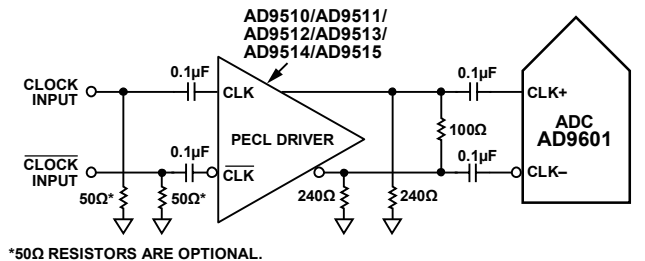 AD9510/AD9511/
AD9512/AD9513/
AD9514/AD9515
CLOCK
INPUT
0.1µF
CLK
PECL DRIVER
0.1µF
CLK+
ADC
AD9601
100Ω
CLOCK
INPUT
0.1µF
CLK
0.1µF
CLK–
50Ω*
50Ω*
240Ω
240Ω
*50Ω RESISTORS ARE OPTIONAL.